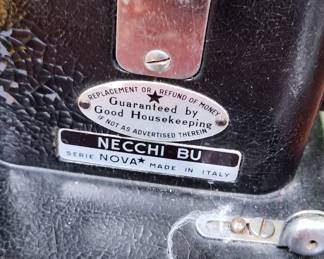 REPLACEMENT OR REFUND OF MONEY
Guaranteed by
Good Housekeeping
IF NOT AS ADVERTISED THEREIN
NECCHI BU
SERIE NOVA★ MADE IN ITALY